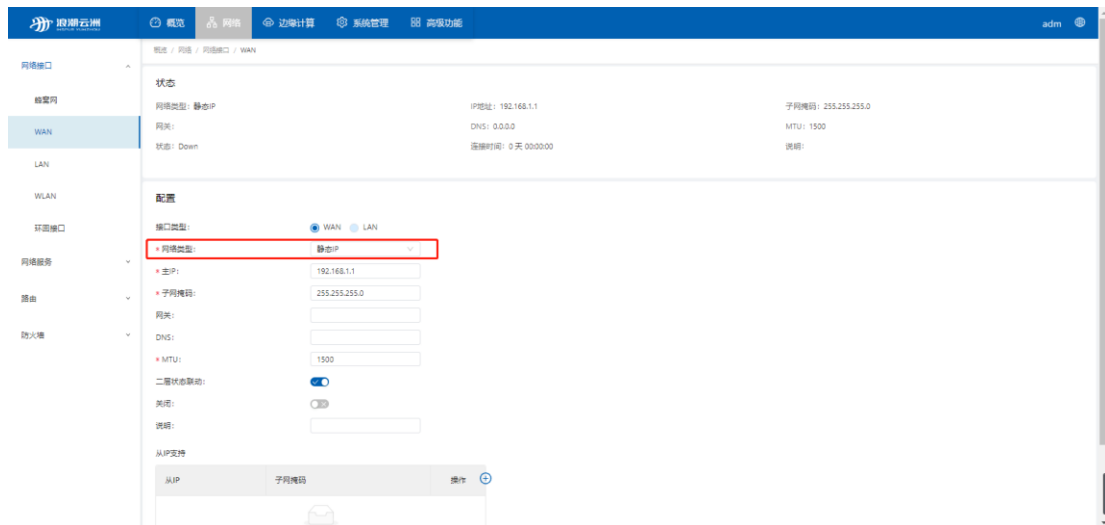 浪潮云洲
概览 网络 边缘计算 系统管理 高级功能 adm
概览 / 网络 / 网络接口 / WAN
网络接口
蜂窝网
WAN
LAN
WLAN
环回接口
网络服务
路由
防火墙
状态
网络类型: 静态IP IP地址: 192.168.1.1 子网掩码: 255.255.255.0
网关: DNS: 0.0.0.0 MTU: 1500
状态: Down 连接时间: 0 天 00:00:00 说明:
配置
接口类型: WAN LAN
* 网络类型: 静态IP
* 主IP: 192.168.1.1
* 子网掩码: 255.255.255.0
网关:
DNS:
* MTU: 1500
二层状态联动:
关闭:
说明:
从IP支持
从IP 子网掩码 操作